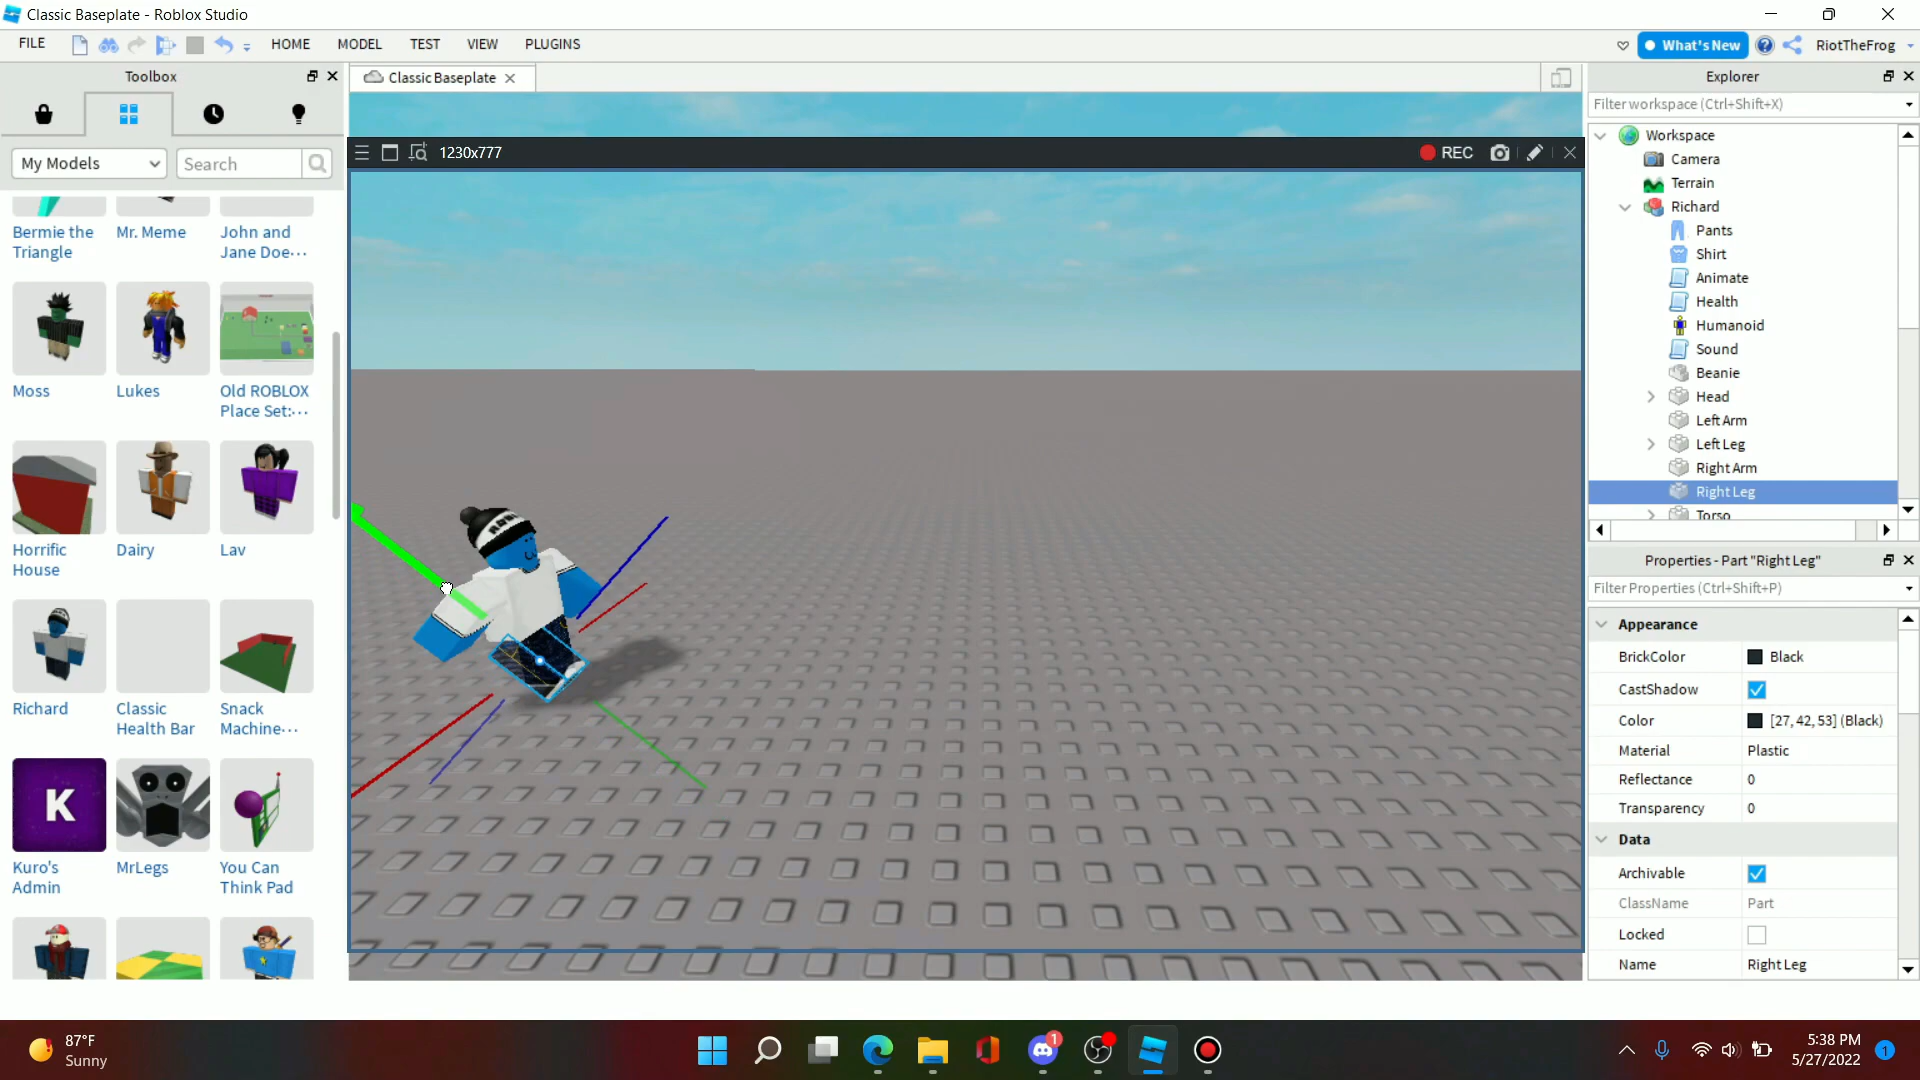 Classic Baseplate - Roblox Studio
FILE
HOME
MODEL
TEST
VIEW
PLUGINS
What's New
RiotTheFrog
Toolbox
Classic Baseplate
Explorer
Filter workspace (Ctrl+Shift+X)
My Models
Search
1230x777
REC
Workspace
Camera
Terrain
Richard
Pants
Shirt
Animate
Health
Humanoid
Sound
Beanie
Head
Left Arm
Left Leg
Right Arm
Right Leg
Torso
Bermie the
Triangle
Mr. Meme
John and
Jane Doe...
Moss
Lukes
Old ROBLOX
Place Set:...
Horrific
House
Dairy
Lav
Richard
Classic
Health Bar
Snack
Machine...
K
Kuro's
Admin
MrLegs
You Can
Think Pad
Properties - Part "Right Leg"
Filter Properties (Ctrl+Shift+P)
Appearance
BrickColor
Black
CastShadow
Color
[27, 42, 53] (Black)
Material
Plastic
Reflectance
0
Transparency
0
Data
Archivable
ClassName
Part
Locked
Name
Right Leg
87°F
Sunny
1
5:38 PM
5/27/2022
1